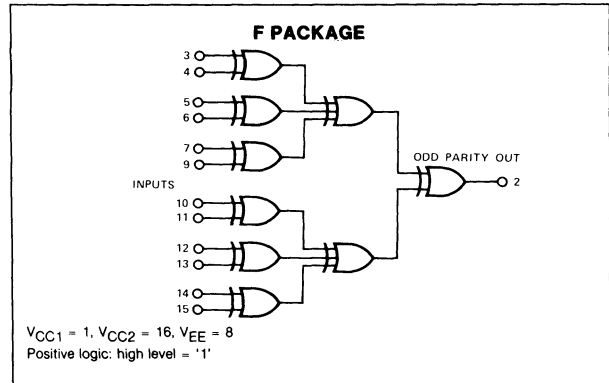 F PACKAGE
3
4
5
6
7
9
ODD PARITY OUT
2
INPUTS
10
11
12
13
14
15
VCC1 = 1, VCC2 = 16, VEE = 8
Positive logic: high level = '1'